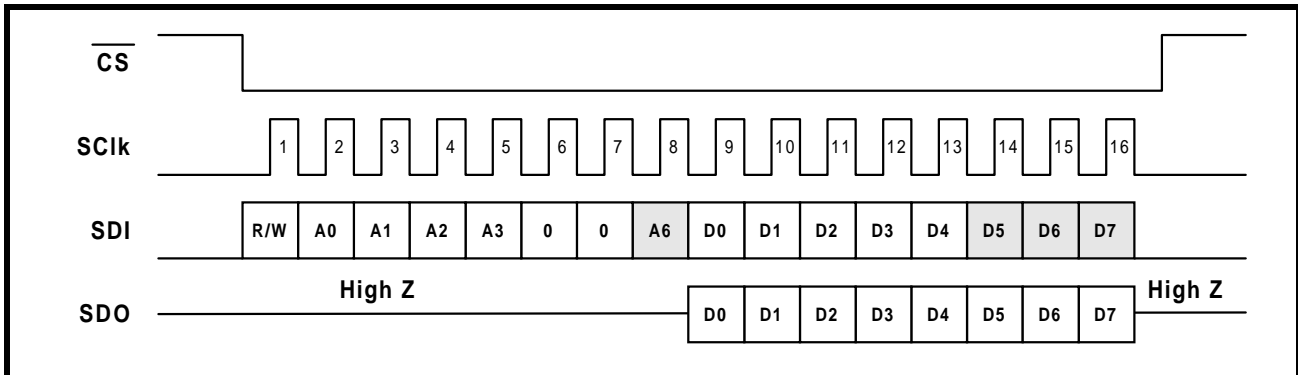 CS
SClk 1 2 3 4 5 6 7 8 9 10 11 12 13 14 15 16
SDI R/W A0 A1 A2 A3 0 0 A6 D0 D1 D2 D3 D4 D5 D6 D7
High Z High Z
SDO D0 D1 D2 D3 D4 D5 D6 D7